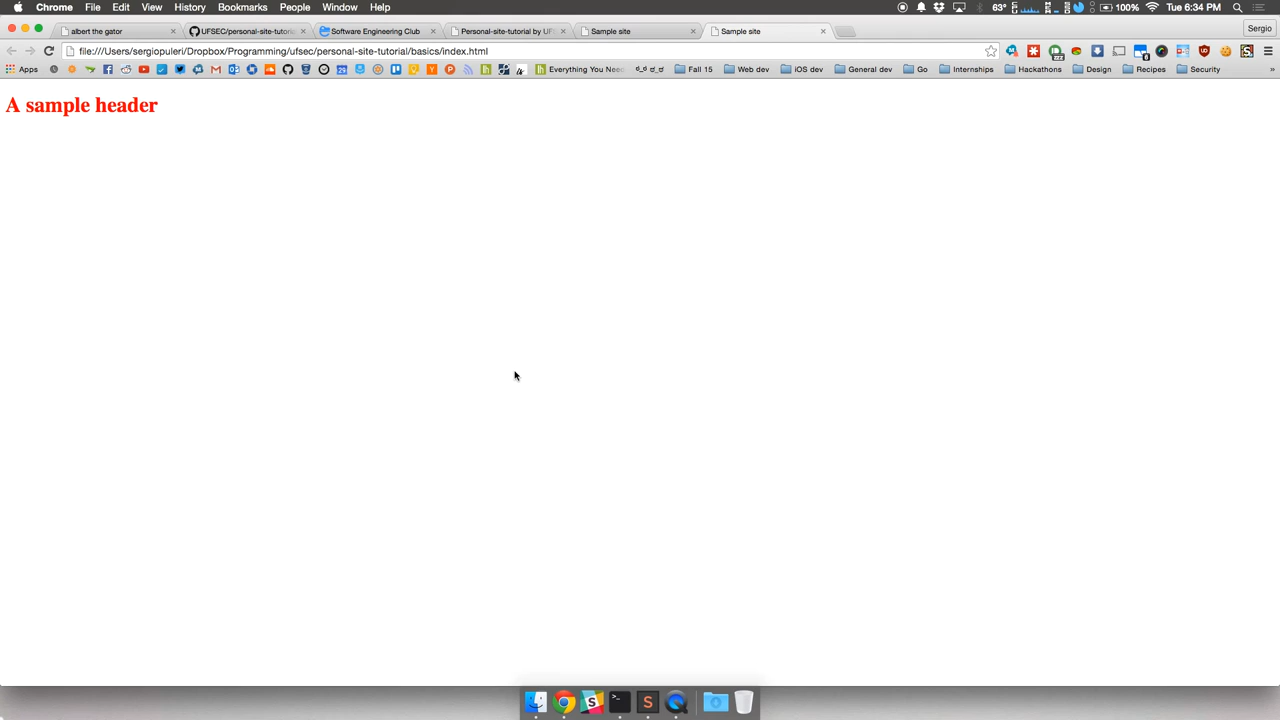 Chrome File Edit View History Bookmarks People Window Help 63° 100% Tue 6:34 PM
albert the gator UFSEC/personal-site-tutoria Software Engineering Club Personal-site-tutorial by UF Sample site Sample site Sergio
file:///Users/sergiopuleri/Dropbox/Programming/ufsec/personal-site-tutorial/basics/index.html
Apps Everything You Nee Fall 15 Web dev iOS dev General dev Go Internships Hackathons Design Recipes Security »
A sample header